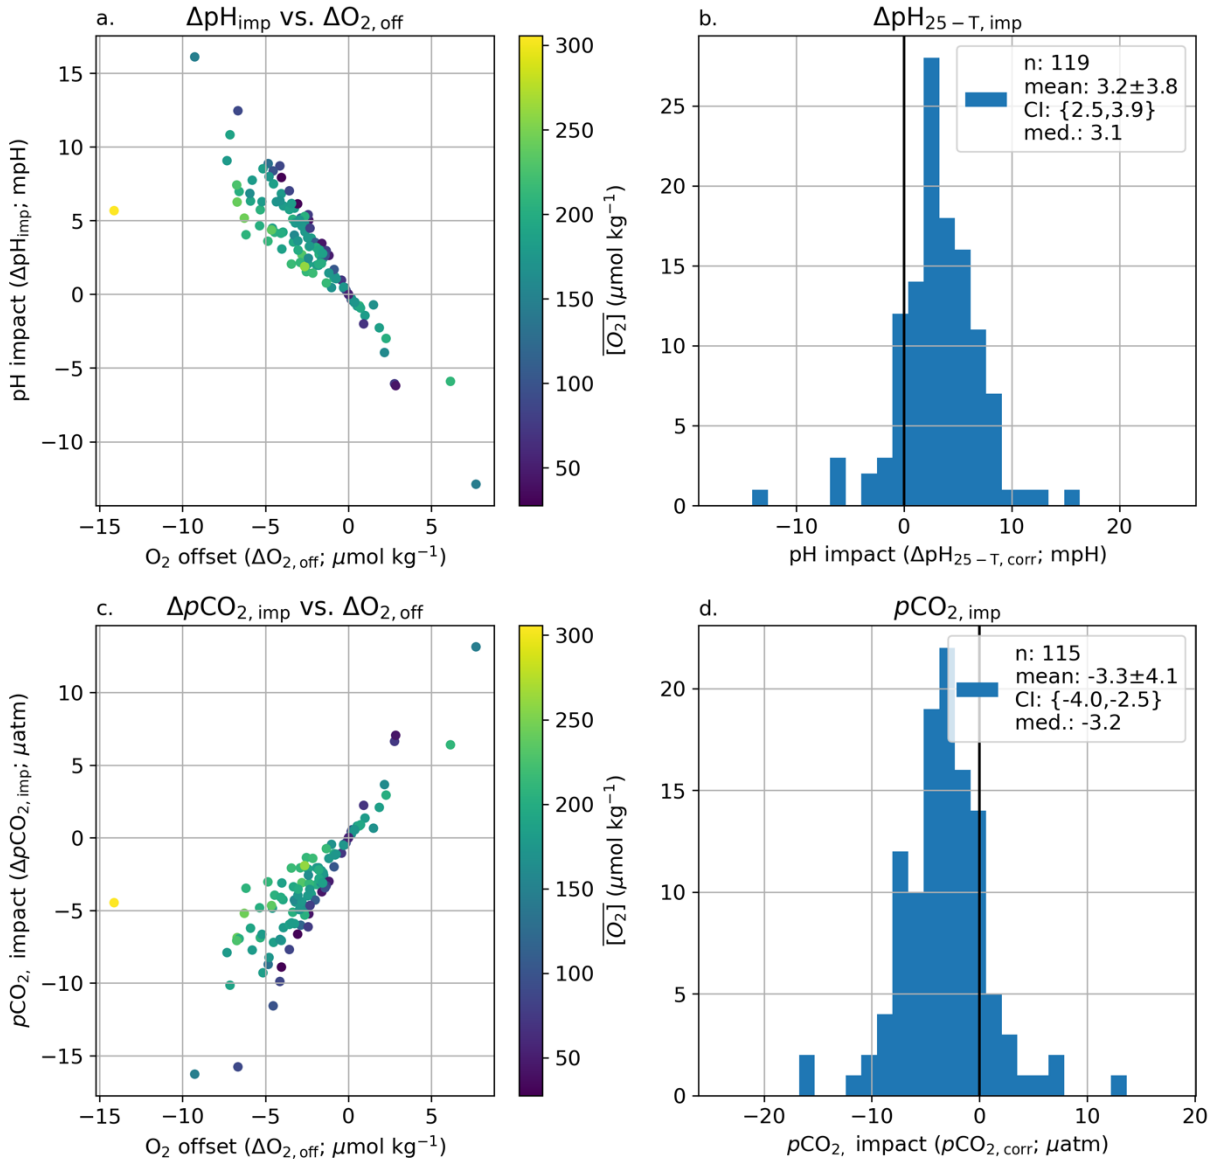 a. ΔpH_imp vs. ΔO_2,off
15
10
5
0
−5
−10
−15 −10 −5 0 5
pH impact (ΔpH_imp; mpH)
O₂ offset (ΔO_2,off; μmol kg⁻¹)
300
250
200
150
100
50
[O₂] (μmol kg⁻¹)
b. ΔpH_25−T,imp
n: 119
mean: 3.2±3.8
CI: {2.5,3.9}
med.: 3.1
25
20
15
10
5
0
−10 0 10 20
pH impact (ΔpH_25−T,corr; mpH)
c. ΔpCO_2,imp vs. ΔO_2,off
10
5
0
−5
−10
−15
−15 −10 −5 0 5
pCO_2, impact (ΔpCO_2,imp; μatm)
O₂ offset (ΔO_2,off; μmol kg⁻¹)
300
250
200
150
100
50
[O₂] (μmol kg⁻¹)
d. pCO_2,imp
n: 115
mean: -3.3±4.1
CI: {-4.0,-2.5}
med.: -3.2
20
15
10
5
0
−20 −10 0 10 20
pCO_2, impact (pCO_2,corr; μatm)